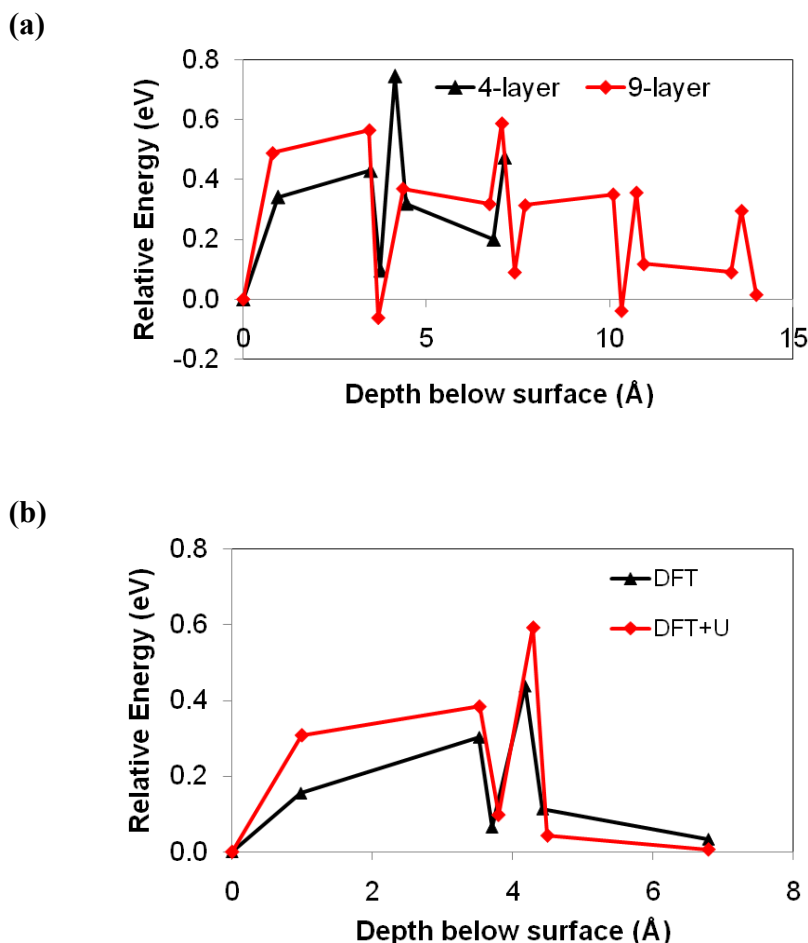 (a)
0.8
0.6
0.4
0.2
0.0
-0.2
Relative Energy (eV)
4-layer 9-layer
0 5 10 15
Depth below surface (Å)
(b)
0.8
0.6
0.4
0.2
0.0
Relative Energy (eV)
DFT
DFT+U
0 2 4 6 8
Depth below surface (Å)